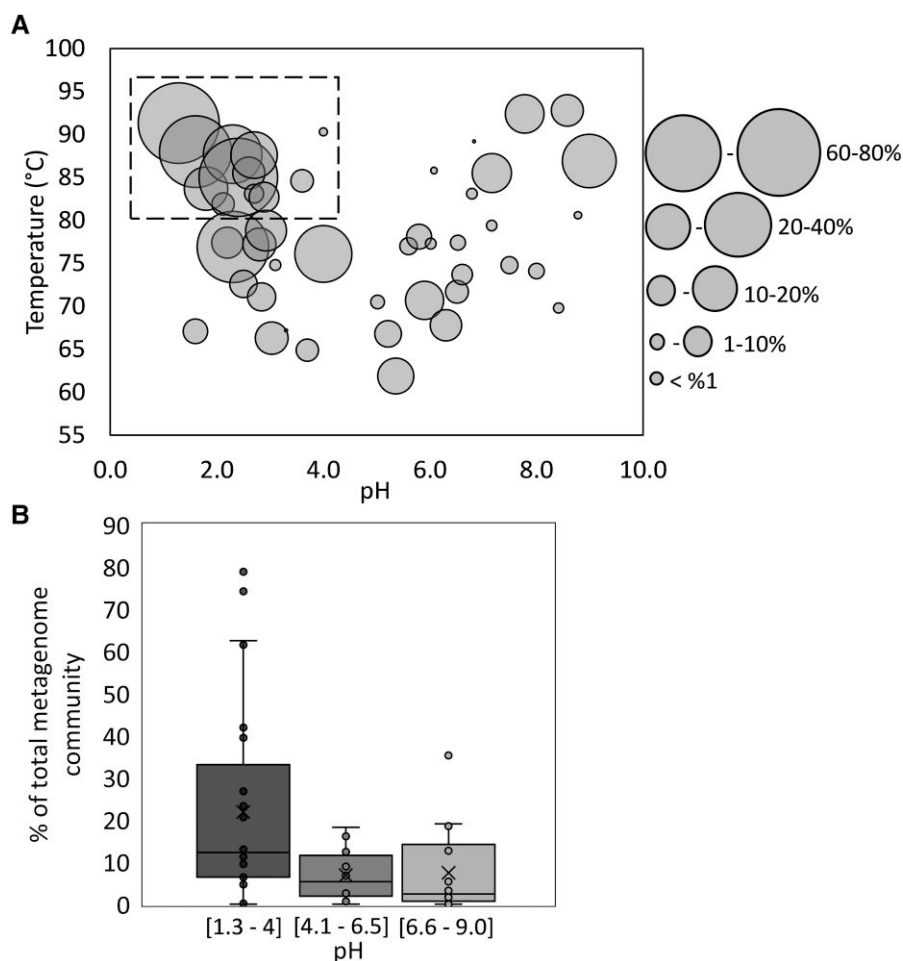 A
100
95
90
85
80
75
70
65
60
55
Temperature (°C)
0.0 2.0 4.0 6.0 8.0 10.0
pH
- 60-80%
- 20-40%
- 10-20%
- 1-10%
< %1
B
90
80
70
60
50
40
30
20
10
0
% of total metagenome
community
[1.3 - 4] [4.1 - 6.5] [6.6 - 9.0]
pH